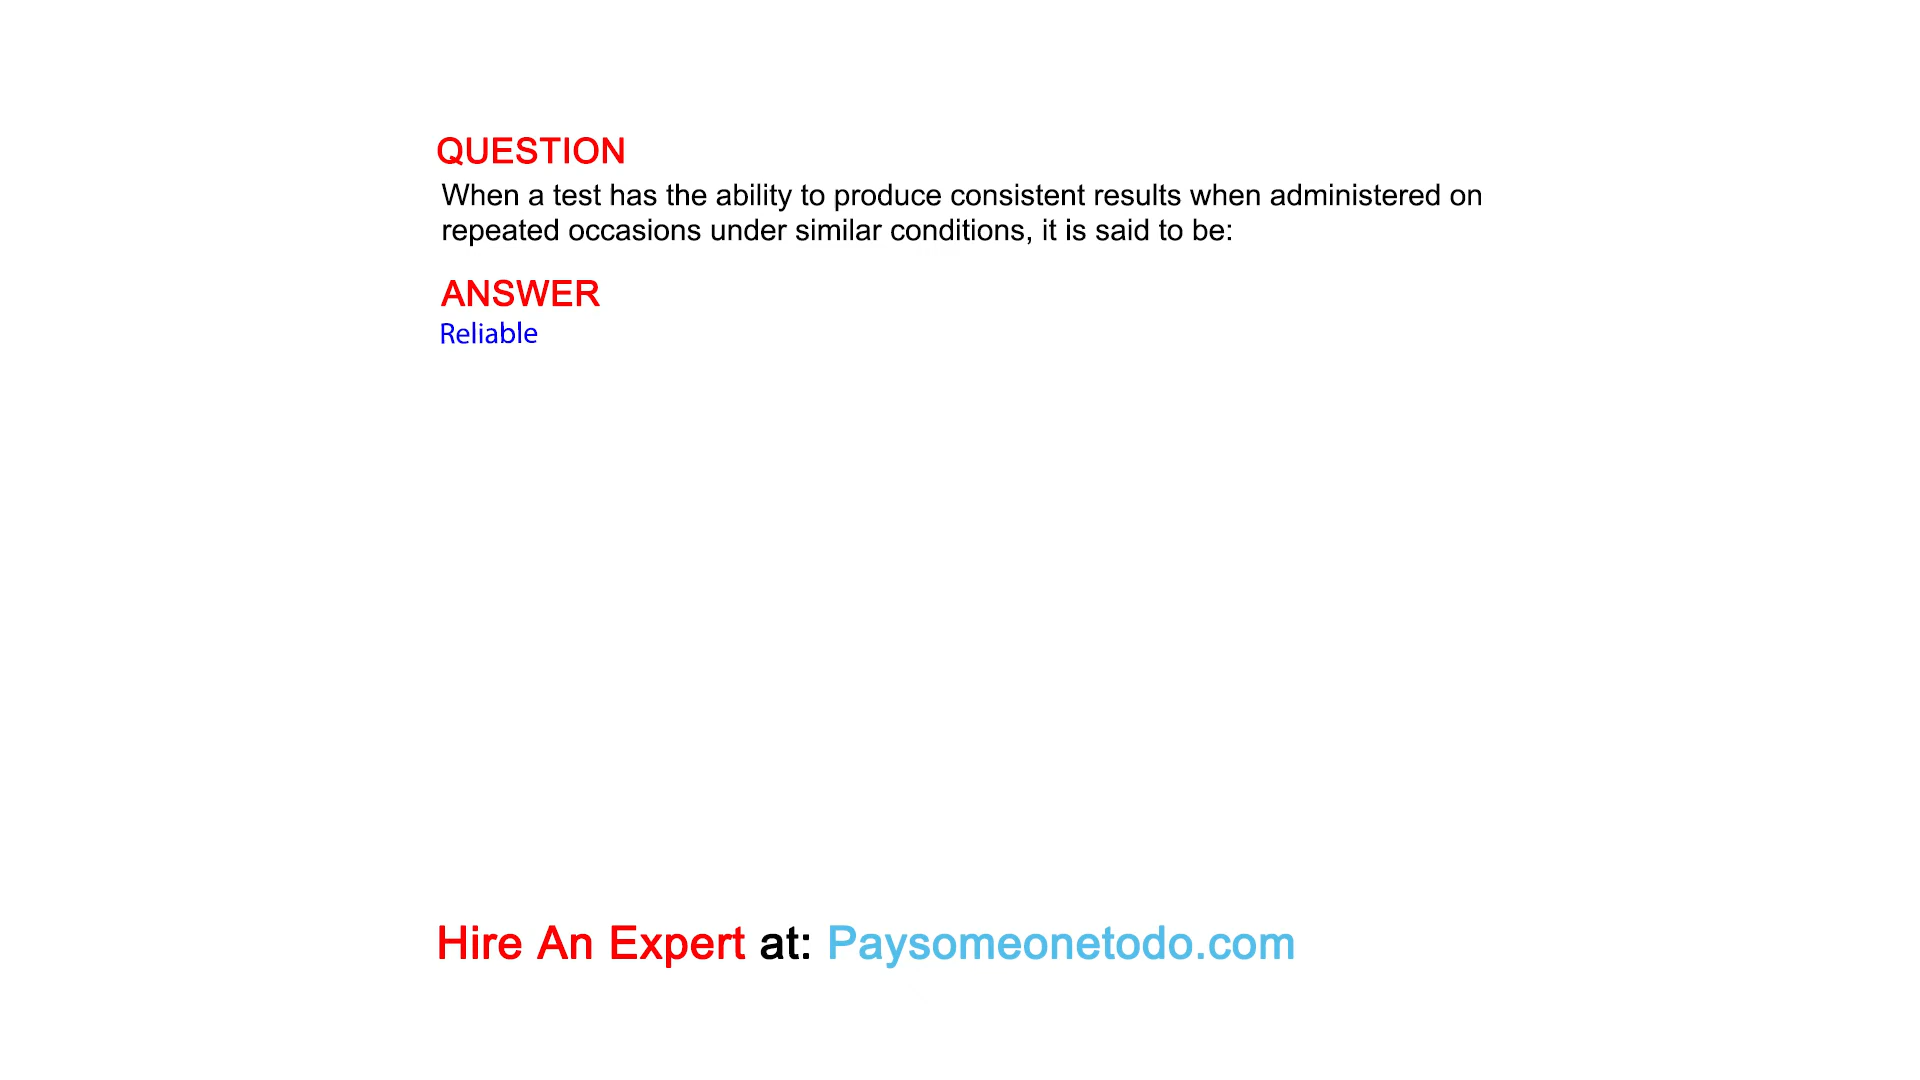 QUESTION
When a test has the ability to produce consistent results when administered on
repeated occasions under similar conditions, it is said to be:
ANSWER
Reliable
Hire An Expert at: Paysomeonetodo.com